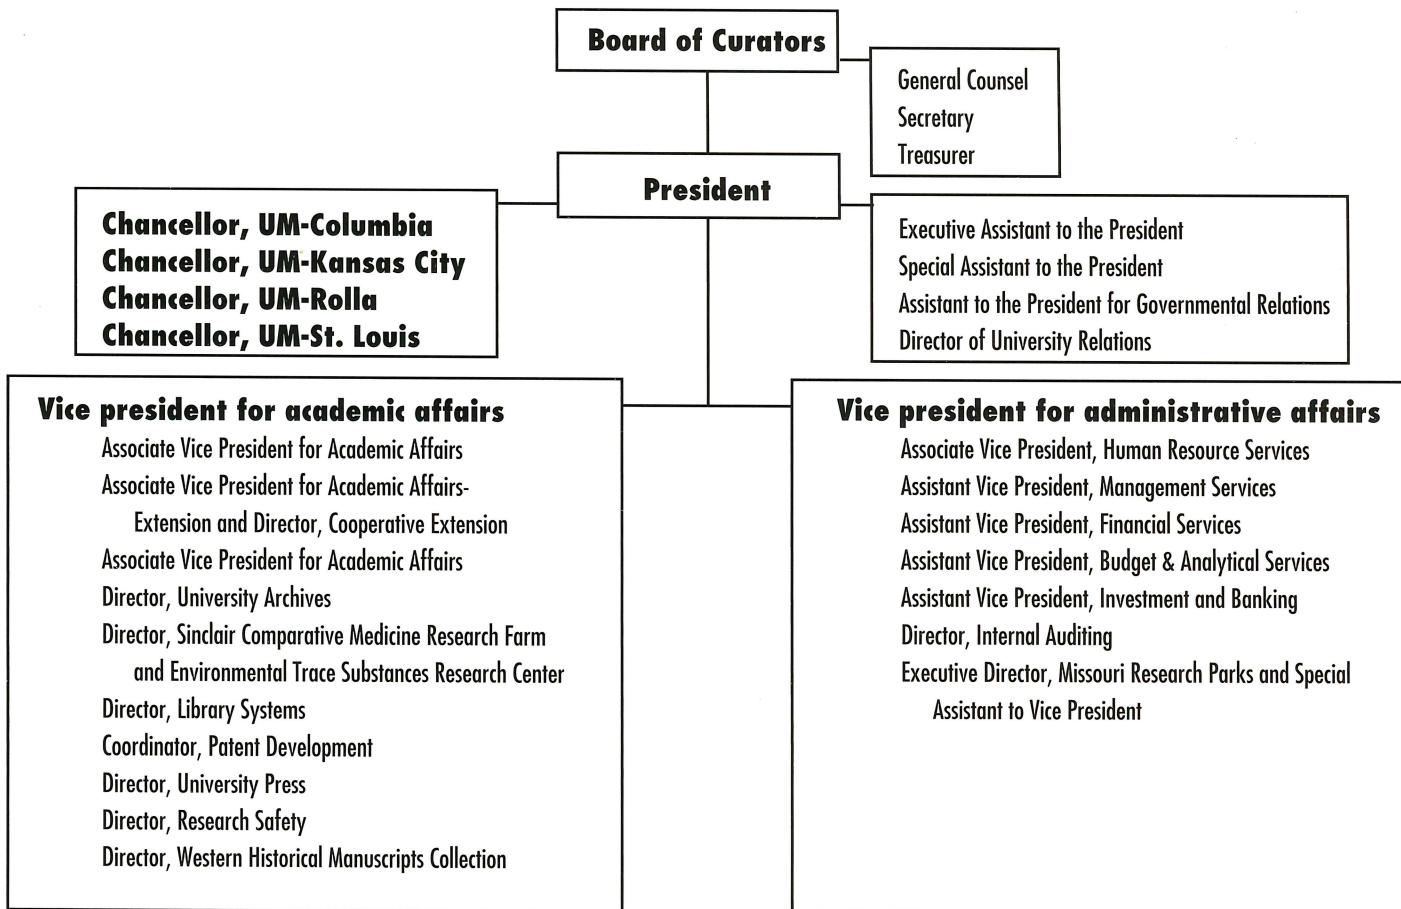 Board of Curators
General Counsel
Secretary
Treasurer
President
Chancellor, UM-Columbia
Chancellor, UM-Kansas City
Chancellor, UM-Rolla
Chancellor, UM-St. Louis
Executive Assistant to the President
Special Assistant to the President
Assistant to the President for Governmental Relations
Director of University Relations
Vice president for academic affairs
Associate Vice President for Academic Affairs
Associate Vice President for Academic Affairs-
Extension and Director, Cooperative Extension
Associate Vice President for Academic Affairs
Director, University Archives
Director, Sinclair Comparative Medicine Research Farm
and Environmental Trace Substances Research Center
Director, Library Systems
Coordinator, Patent Development
Director, University Press
Director, Research Safety
Director, Western Historical Manuscripts Collection
Vice president for administrative affairs
Associate Vice President, Human Resource Services
Assistant Vice President, Management Services
Assistant Vice President, Financial Services
Assistant Vice President, Budget & Analytical Services
Assistant Vice President, Investment and Banking
Director, Internal Auditing
Executive Director, Missouri Research Parks and Special
Assistant to Vice President